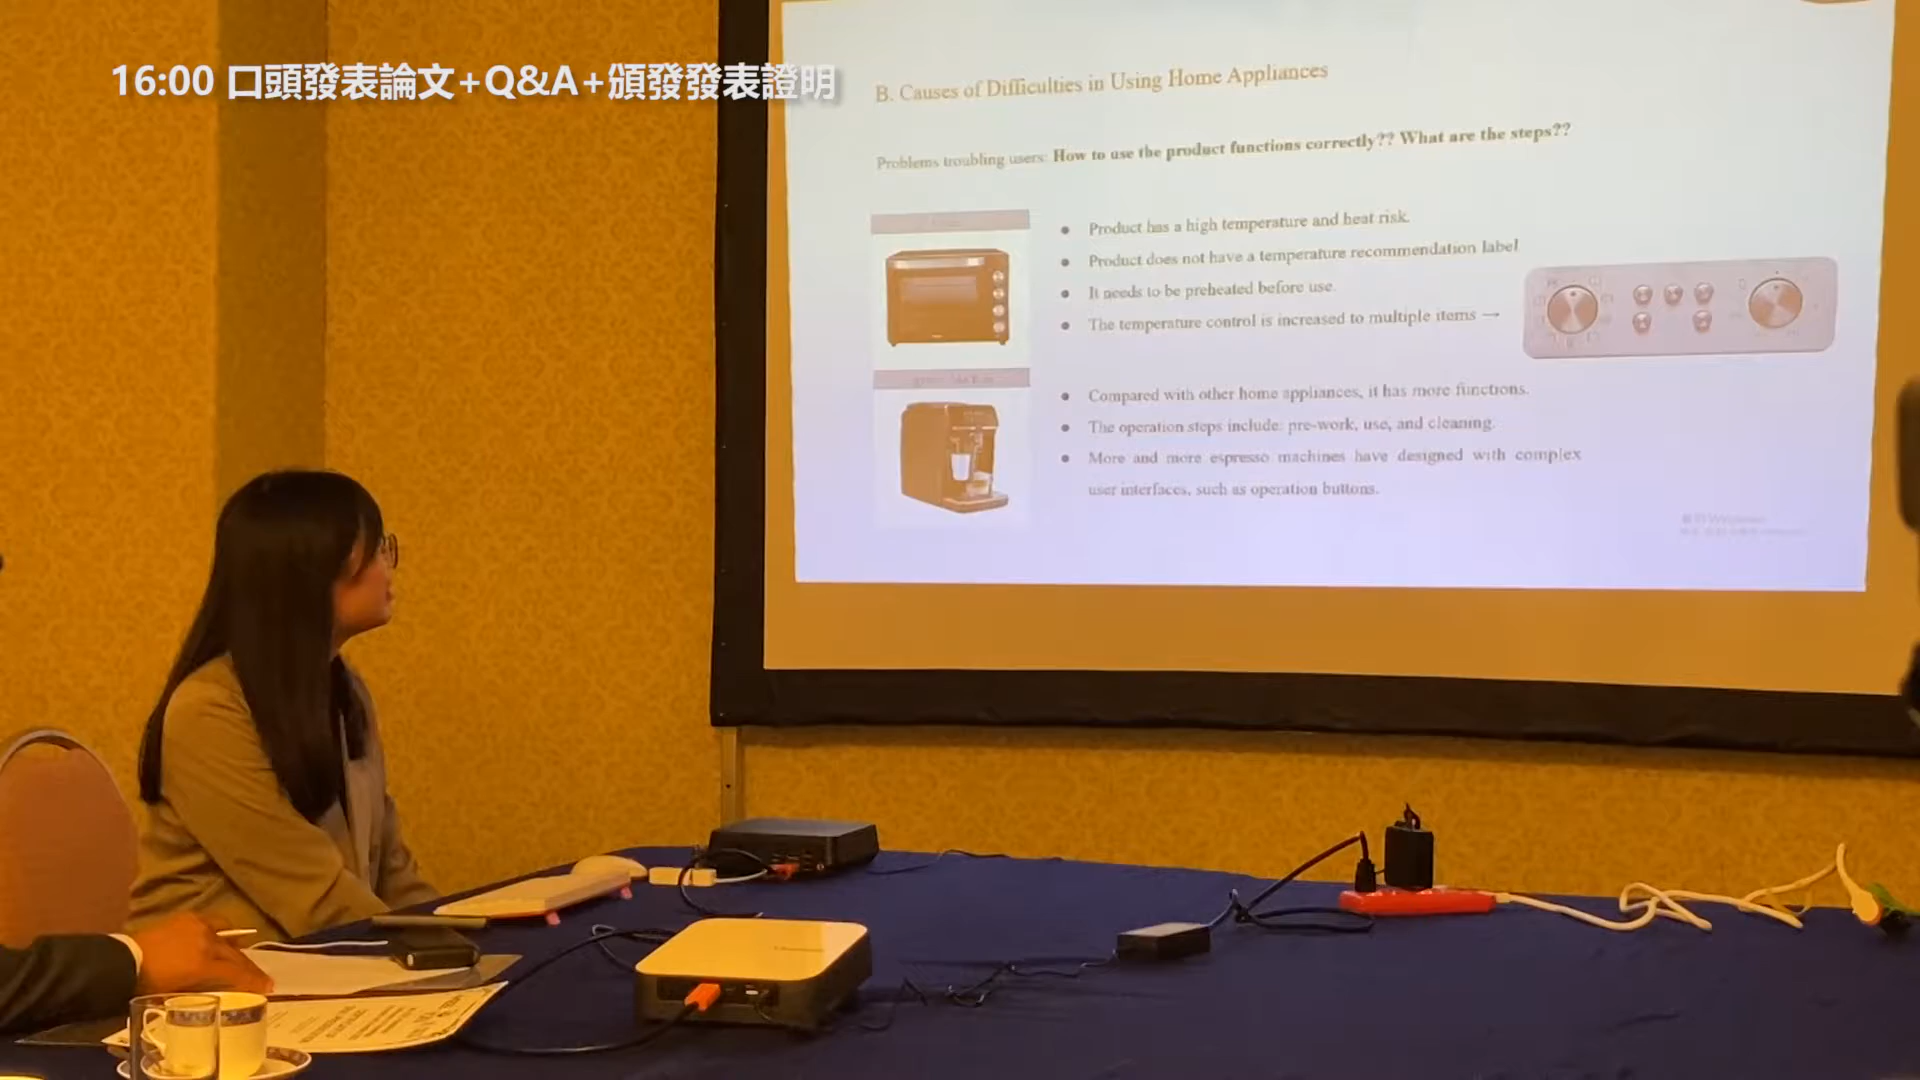 16:00 口頭發表論文+Q&A+頒發發表證明
B. Causes of Difficulties in Using Home Appliances
Problems troubling users: How to use the product functions correctly?? What are the steps??
● Product has a high temperature and heat risk.
● Product does not have a temperature recommendation label
● It needs to be preheated before use.
● The temperature control is increased to multiple items →
● Compared with other home appliances, it has more functions.
● The operation steps include: pre-work, use, and cleaning.
● More and more espresso machines have designed with complex
user interfaces, such as operation buttons.